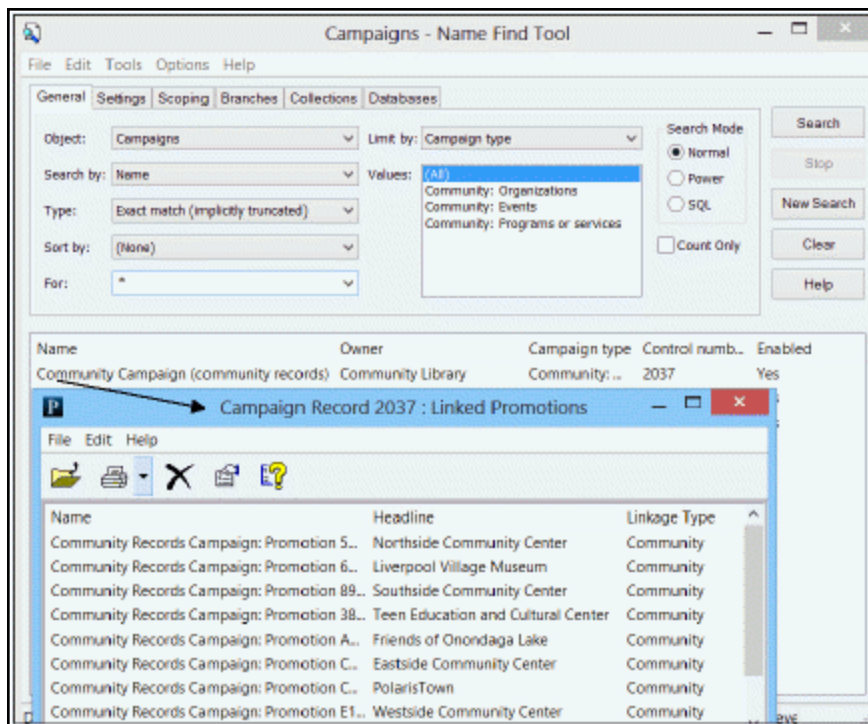 Campaigns - Name Find Tool
File Edit Tools Options Help
General Settings Scoping Branches Collections Databases
Object: Campaigns Limit by: Campaign type Search Mode Search
Search by: Name Values: (All) Normal Stop
Community: Organizations Power
Type: Exact match (implicitly truncated) Community: Events SQL New Search
Community: Programs or services
Sort by: (None) Count Only Clear
For: * Help
Name Owner Campaign type Control numb... Enabled
Community Campaign (community records) Community Library Community: ... 2037 Yes
P Campaign Record 2037 : Linked Promotions
File Edit Help
Name Headline Linkage Type
Community Records Campaign: Promotion 5... Northside Community Center Community
Community Records Campaign: Promotion 6... Liverpool Village Museum Community
Community Records Campaign: Promotion 89... Southside Community Center Community
Community Records Campaign: Promotion 38... Teen Education and Cultural Center Community
Community Records Campaign: Promotion A... Friends of Onondaga Lake Community
Community Records Campaign: Promotion C... Eastside Community Center Community
Community Records Campaign: Promotion C... PolarisTown Community
Community Records Campaign: Promotion E1... Westside Community Center Community